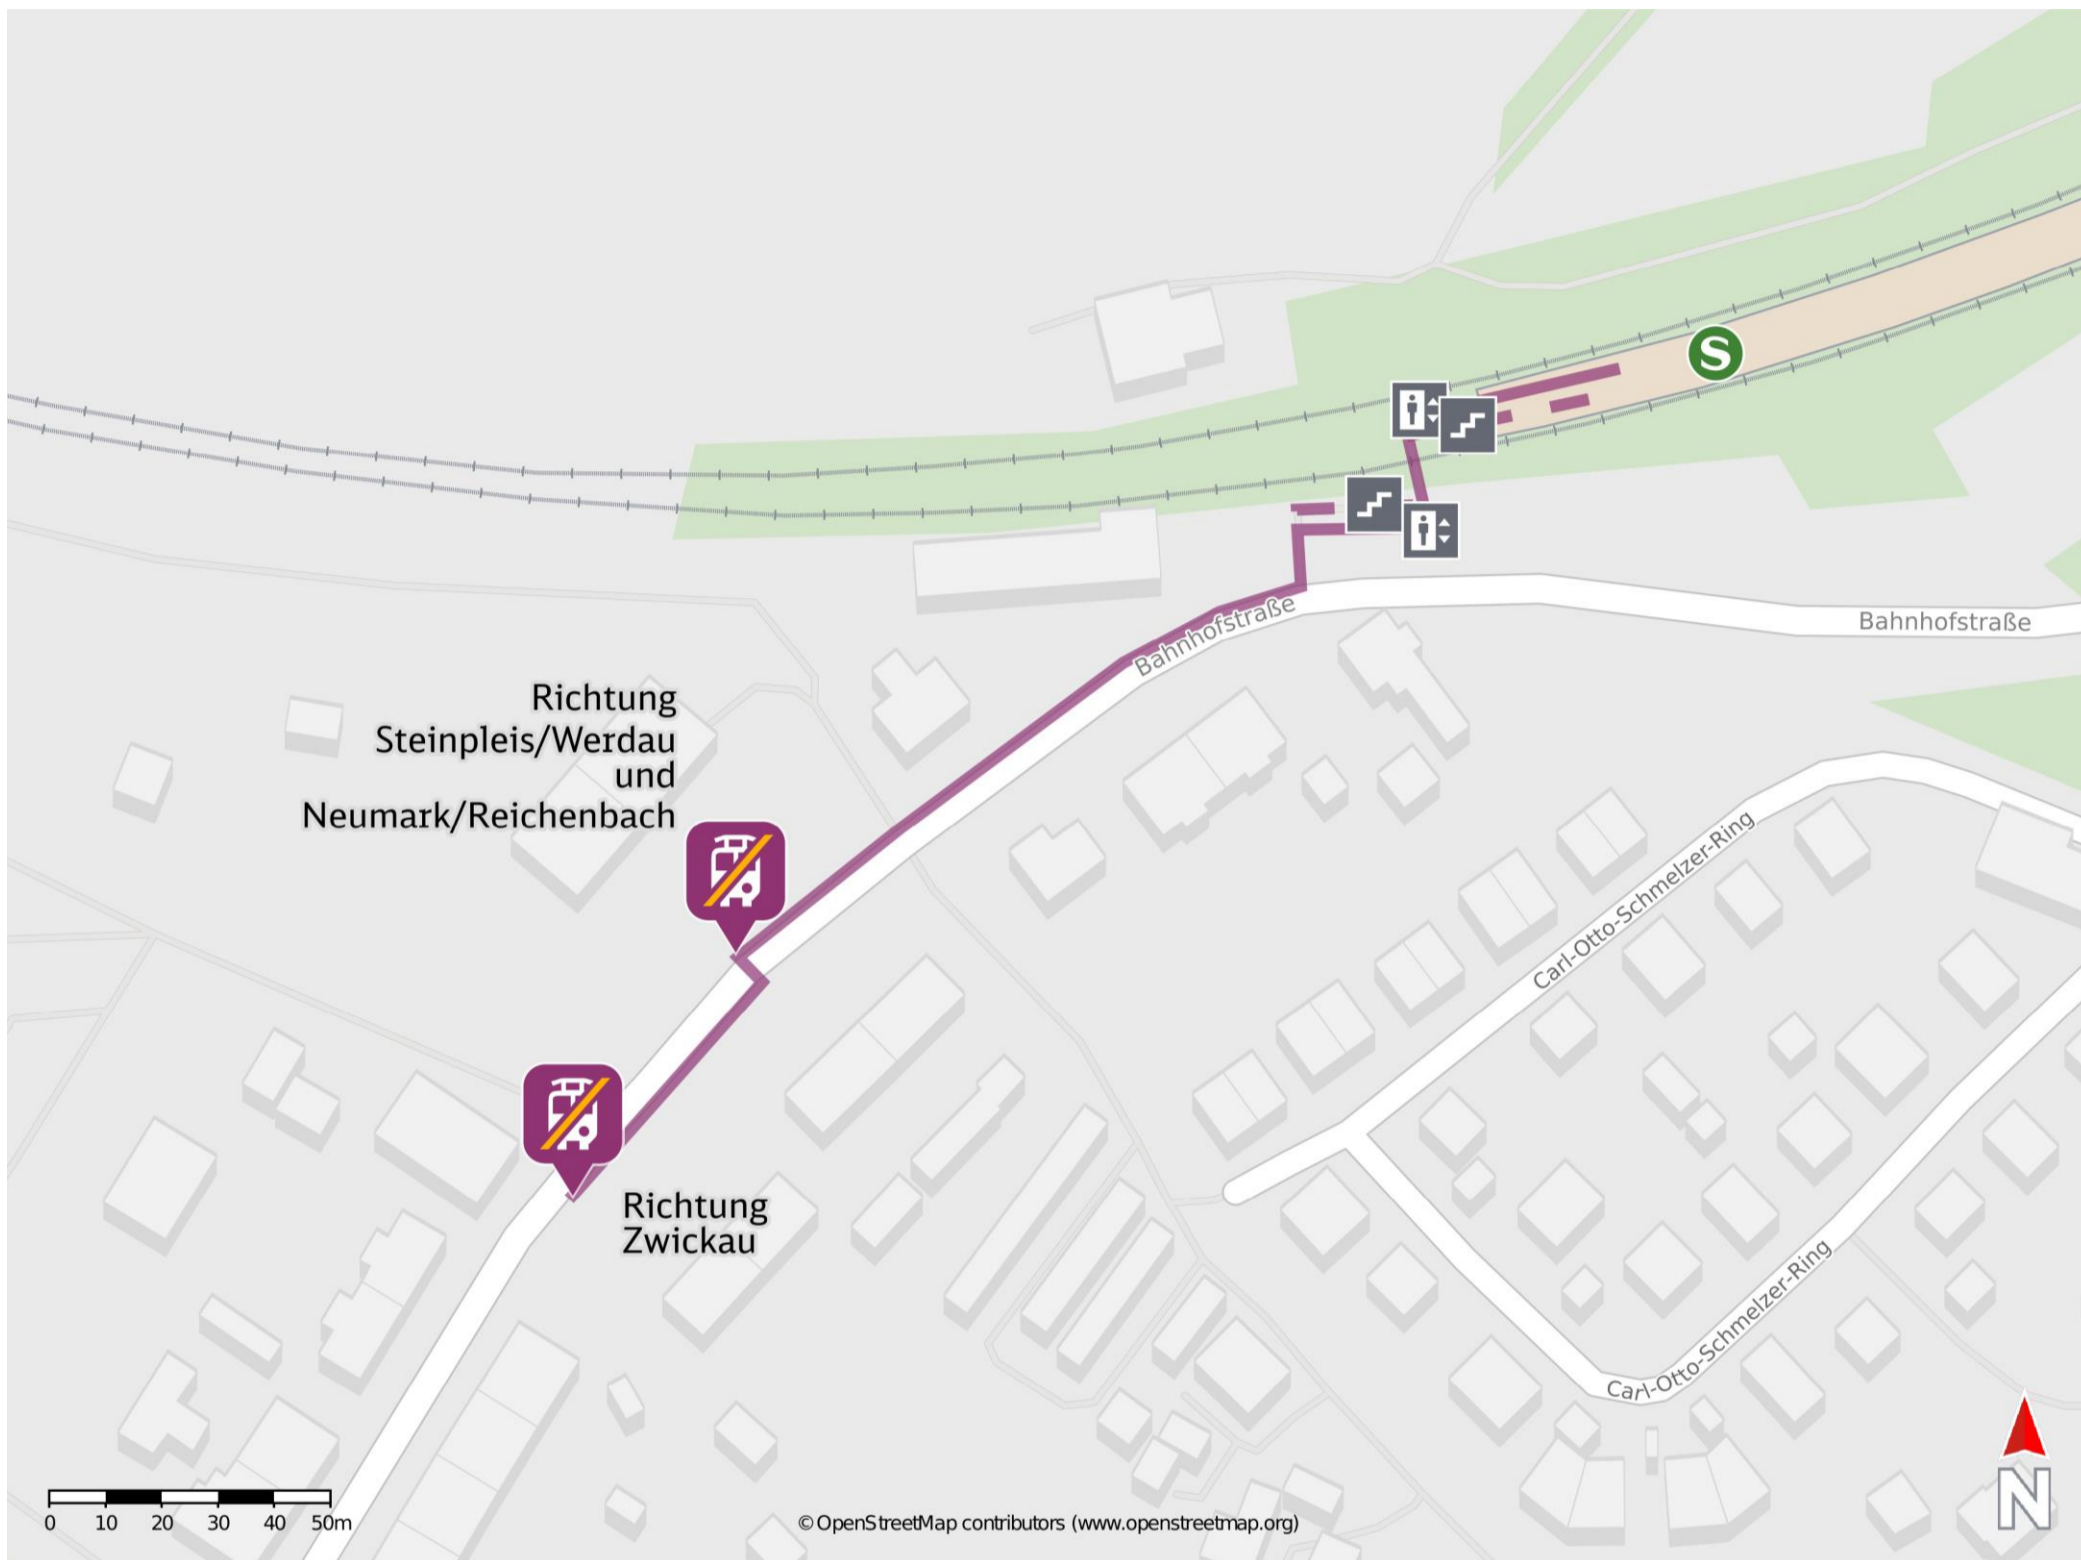 S
Bahnhofstraße
Bahnhofstraße
Richtung
Steinpleis/Werdau
und
Neumark/Reichenbach
Carl-Otto-Schmelzer-Ring
Richtung
Zwickau
Carl-Otto-Schmelzer-Ring
N
0 10 20 30 40 50m
© OpenStreetMap contributors (www.openstreetmap.org)